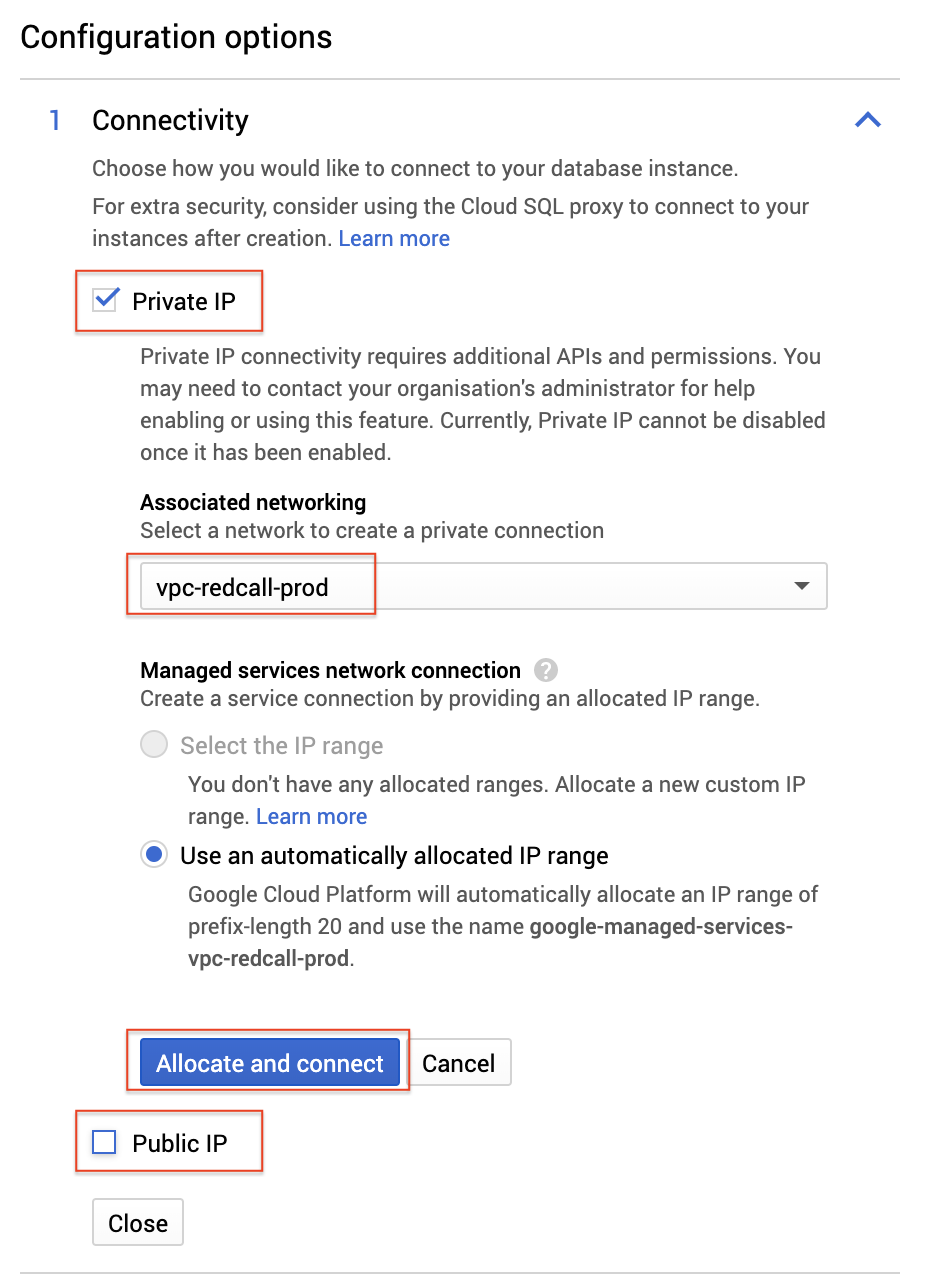 Configuration options
1 Connectivity
Choose how you would like to connect to your database instance.
For extra security, consider using the Cloud SQL proxy to connect to your
instances after creation. Learn more
Private IP
Private IP connectivity requires additional APIs and permissions. You
may need to contact your organisation's administrator for help
enabling or using this feature. Currently, Private IP cannot be disabled
once it has been enabled.
Associated networking
Select a network to create a private connection
vpc-redcall-prod
Managed services network connection ?
Create a service connection by providing an allocated IP range.
Select the IP range
You don't have any allocated ranges. Allocate a new custom IP
range. Learn more
Use an automatically allocated IP range
Google Cloud Platform will automatically allocate an IP range of
prefix-length 20 and use the name google-managed-services-
vpc-redcall-prod.
Allocate and connect Cancel
Public IP
Close